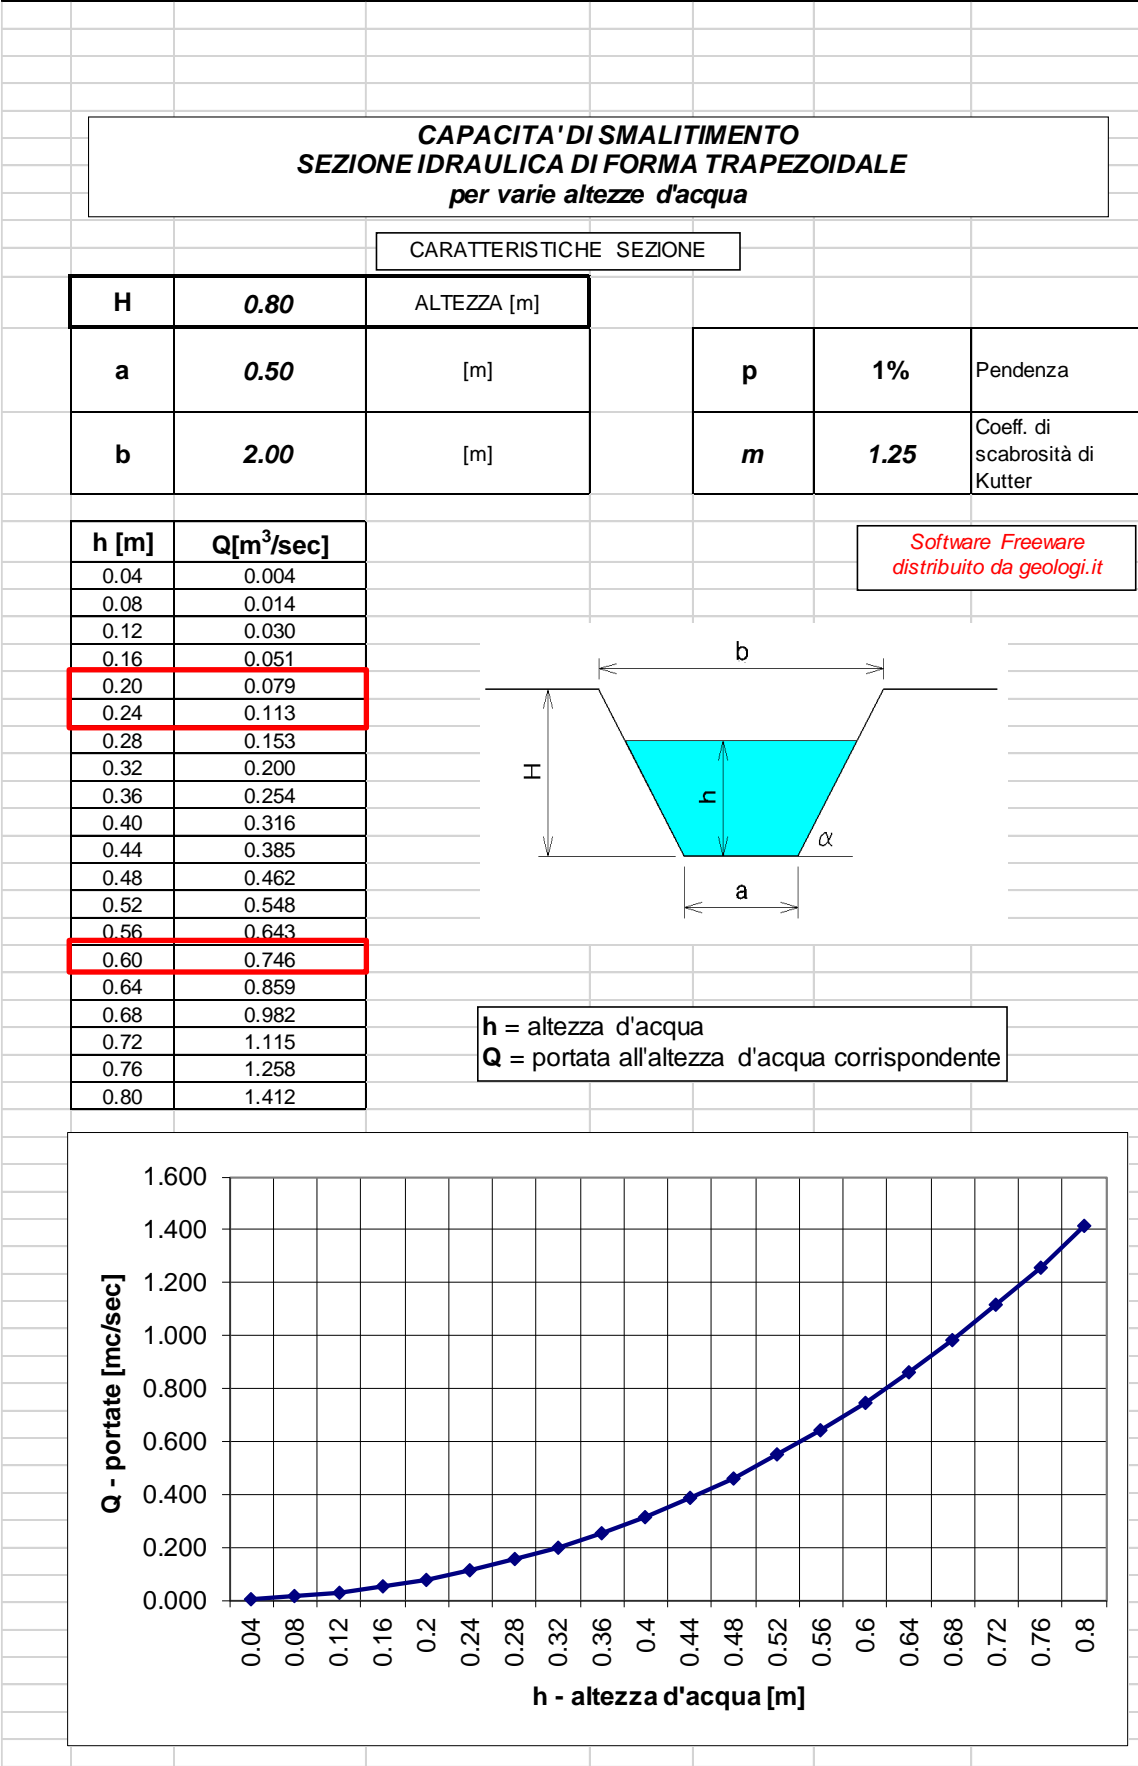 CAPACITA' DI SMALITIMENTO
SEZIONE IDRAULICA DI FORMA TRAPEZOIDALE
per varie altezze d'acqua
CARATTERISTICHE SEZIONE
H 0.80 ALTEZZA [m]
a 0.50 [m] p 1% Pendenza
b 2.00 [m] m 1.25 Coeff. di
scabrosità di
Kutter
h [m] Q[m³/sec]
0.04 0.004
0.08 0.014
0.12 0.030
0.16 0.051
0.20 0.079
0.24 0.113
0.28 0.153
0.32 0.200
0.36 0.254
0.40 0.316
0.44 0.385
0.48 0.462
0.52 0.548
0.56 0.643
0.60 0.746
0.64 0.859
0.68 0.982
0.72 1.115
0.76 1.258
0.80 1.412
Software Freeware
distribuito da geologi.it
b
H
h
α
a
h = altezza d'acqua
Q = portata all'altezza d'acqua corrispondente
Q - portate [mc/sec]
1.600
1.400
1.200
1.000
0.800
0.600
0.400
0.200
0.000
0.04 0.08 0.12 0.16 0.2 0.24 0.28 0.32 0.36 0.4 0.44 0.48 0.52 0.56 0.6 0.64 0.68 0.72 0.76 0.8
h - altezza d'acqua [m]